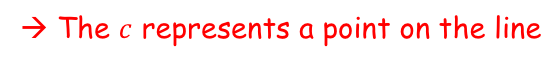 → The c represents a point on the line